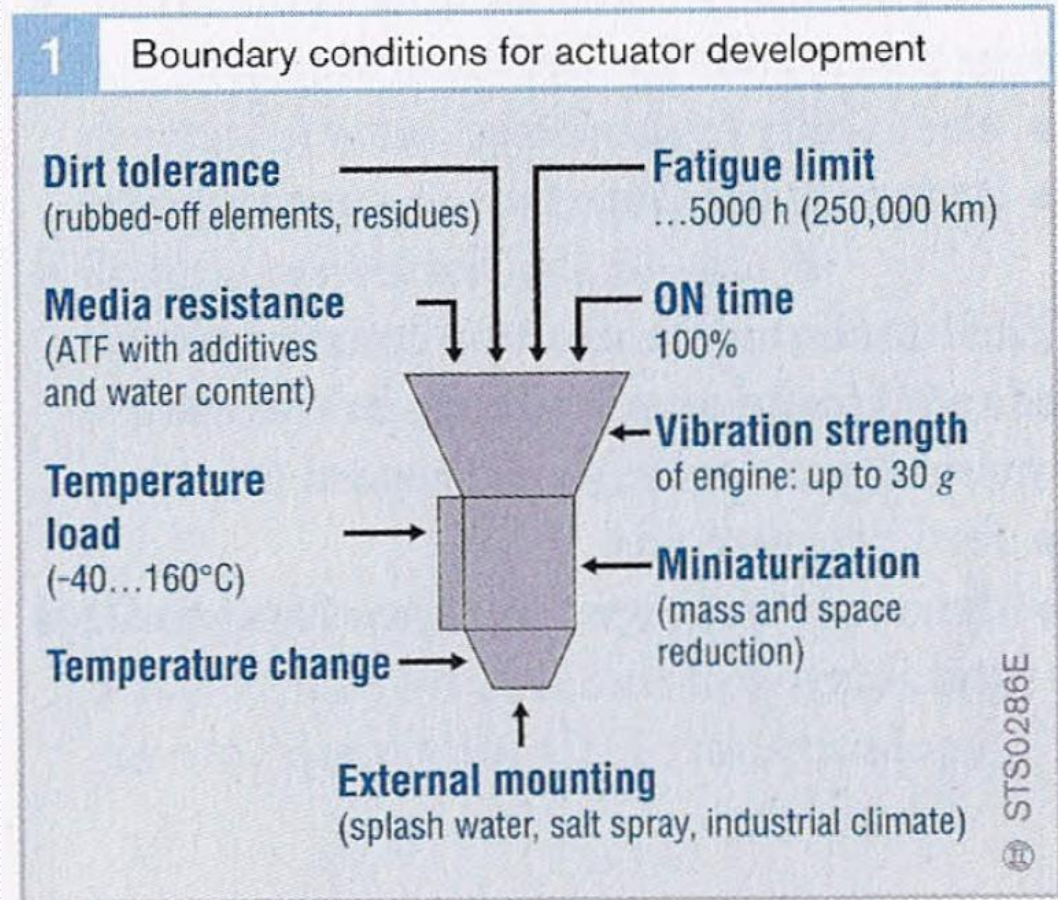 1
Boundary conditions for actuator development
Dirt tolerance
(rubbed-off elements, residues)
Fatigue limit
...5000 h (250,000 km)
Media resistance
(ATF with additives
and water content)
ON time
100%
Vibration strength
of engine: up to 30 g
Temperature
load
(-40...160°C)
Miniaturization
(mass and space
reduction)
Temperature change
External mounting
(splash water, salt spray, industrial climate)
STS0286E